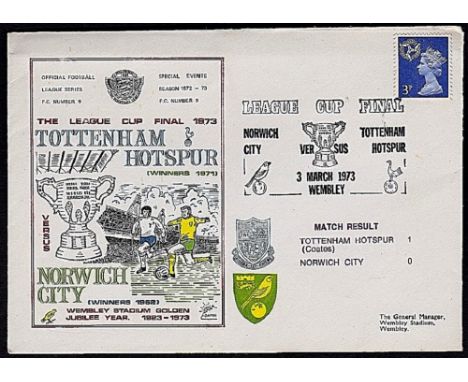 OFFICIAL FOOTBALL
LEAGUE SERIES
F.C. NUMBER 9
SPECIAL EVENTS
SEASON 1972 - 73
F.C. NUMBER 9
THE LEAGUE CUP FINAL 1973
TOTTENHAM
HOTSPUR
(WINNERS 1971)
VERSUS
NORWICH
CITY
(WINNERS 1962)
WEMBLEY STADIUM GOLDEN
JUBILEE YEAR. 1923-1973
3P
LEAGUE CUP FINAL
NORWICH TOTTENHAM
CITY VERSUS HOTSPUR
3 MARCH 1973
WEMBLEY
MATCH RESULT
TOTTENHAM HOTSPUR 1
(Coates)
NORWICH CITY 0
The General Manager,
Wembley Stadium,
Wembley.